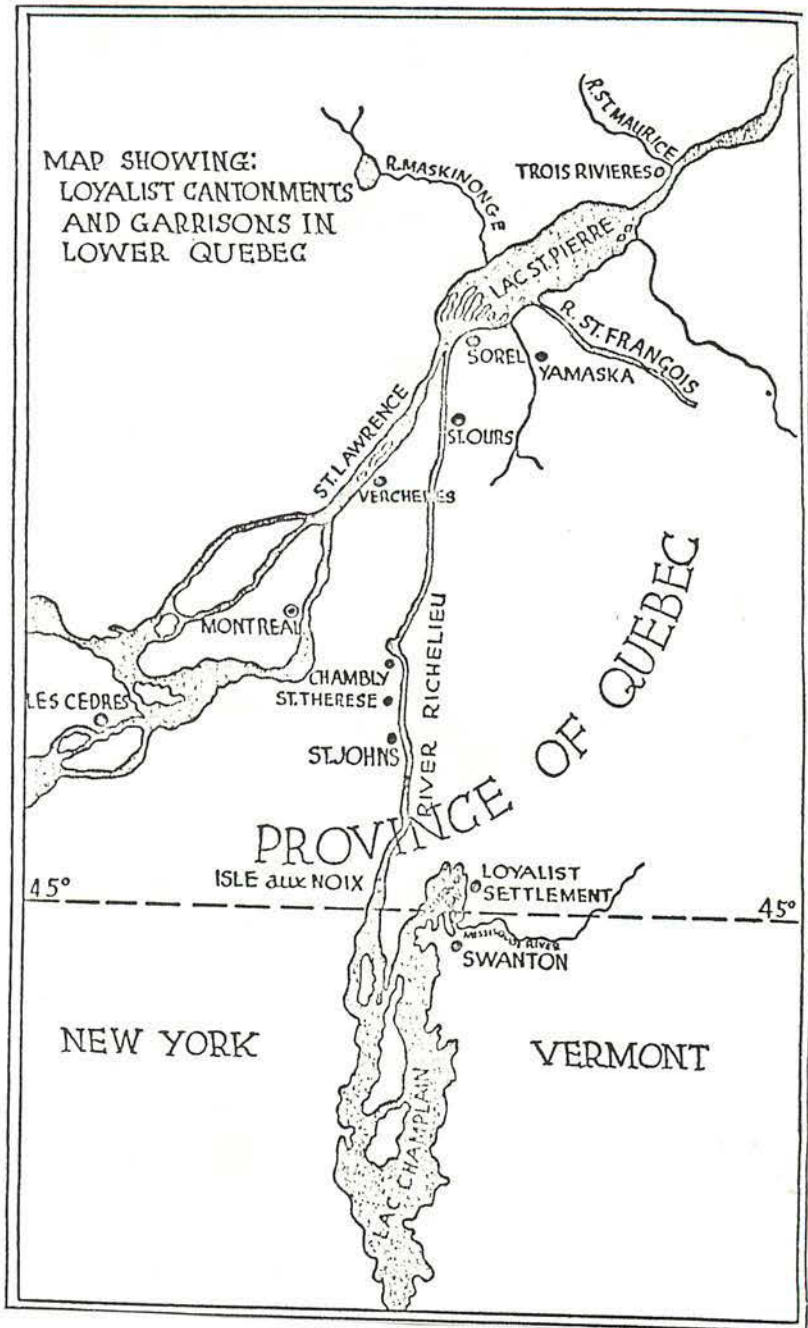 MAP SHOWING:
LOYALIST CANTONMENTS
AND GARRISONS IN
LOWER QUEBEC
R. ST. MAURICE
R. MASKINONGE
TROIS RIVIERES
LAC ST. PIERRE
R. ST. FRANÇOIS
SOREL
YAMASKA
ST. LAWRENCE
ST. OURS
VERCHERES
MONTREAL
RIVER RICHELIEU
CHAMBLY
ST. THERESE
LES CEDRES
ST. JOHNS
PROVINCE OF QUEBEC
ISLE aux NOIX
LOYALIST
SETTLEMENT
45°
45°
RIVER
SWANTON
NEW YORK
VERMONT
LAC CHAMPLAIN